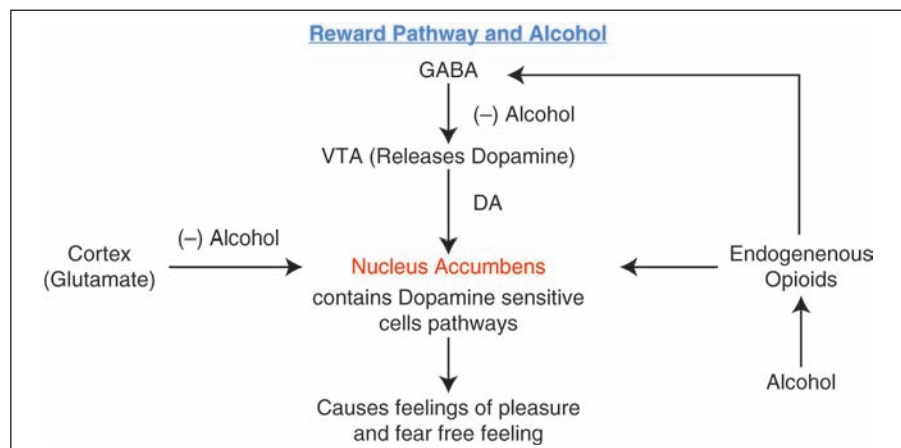 Reward Pathway and Alcohol
GABA
(–) Alcohol
VTA (Releases Dopamine)
DA
(–) Alcohol
Cortex
(Glutamate)
Nucleus Accumbens
contains Dopamine sensitive
cells pathways
Endogenenous
Opioids
Alcohol
Causes feelings of pleasure
and fear free feeling